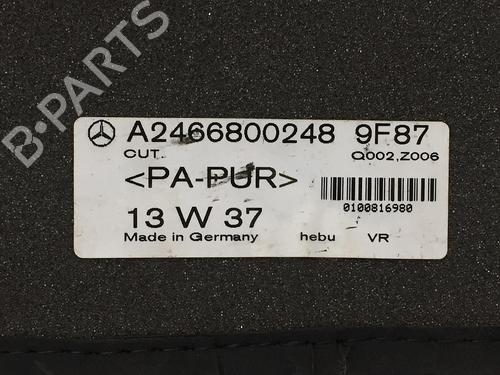 B-PARTS
A2466800248 9F87
CUT. Q002,Z006
<PA-PUR>
0100816980
13 W 37
Made in Germany hebu VR